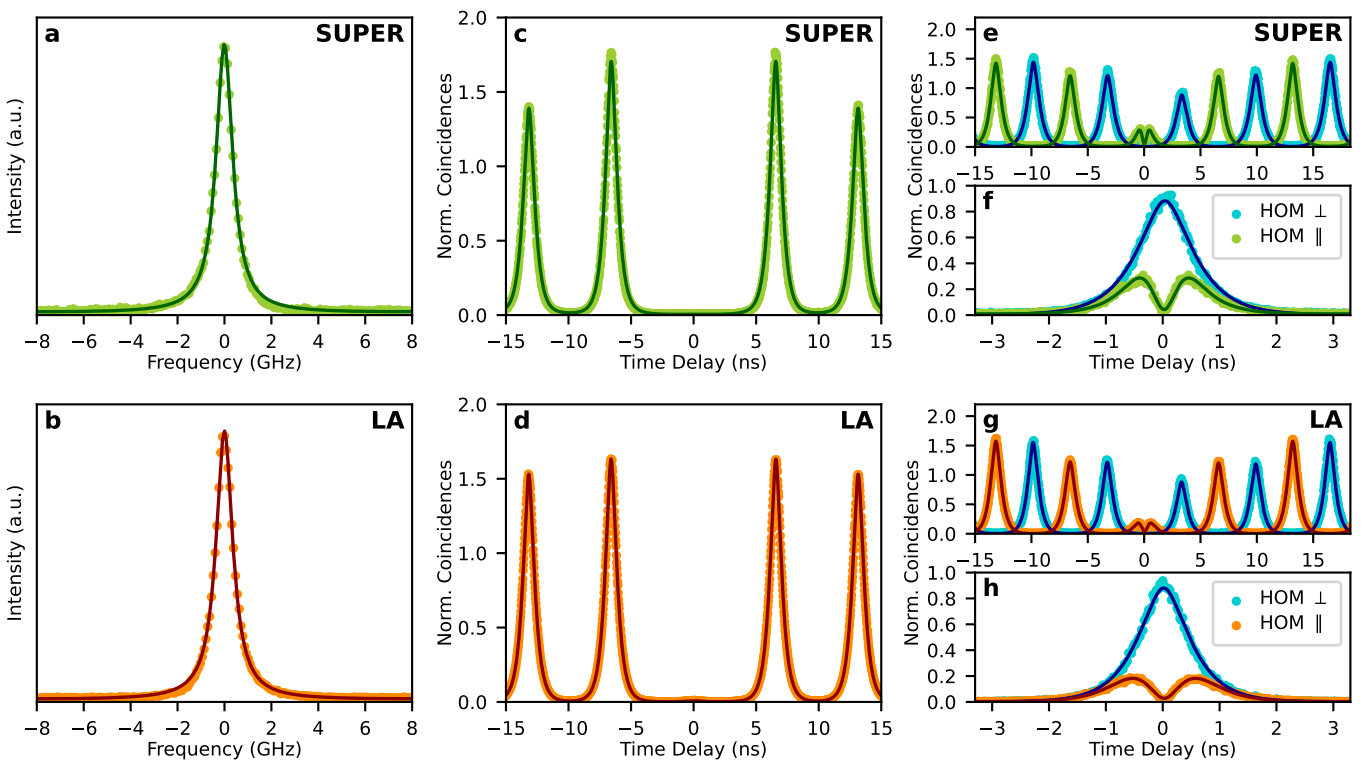 a
SUPER
Intensity (a.u.)
−8 −6 −4 −2 0 2 4 6 8
Frequency (GHz)
c
SUPER
Norm. Coincidences
2.0
1.5
1.0
0.5
0.0
−15 −10 −5 0 5 10 15
Time Delay (ns)
e
SUPER
2.0
1.5
1.0
0.5
0.0
−15 −10 −5 0 5 10 15
Norm. Coincidences
f
HOM ⊥
HOM ∥
1.0
0.8
0.6
0.4
0.2
0.0
−3 −2 −1 0 1 2 3
Time Delay (ns)
b
LA
Intensity (a.u.)
−8 −6 −4 −2 0 2 4 6 8
Frequency (GHz)
d
LA
Norm. Coincidences
2.0
1.5
1.0
0.5
0.0
−15 −10 −5 0 5 10 15
Time Delay (ns)
g
LA
2.0
1.5
1.0
0.5
0.0
−15 −10 −5 0 5 10 15
Norm. Coincidences
h
HOM ⊥
HOM ∥
1.0
0.8
0.6
0.4
0.2
0.0
−3 −2 −1 0 1 2 3
Time Delay (ns)